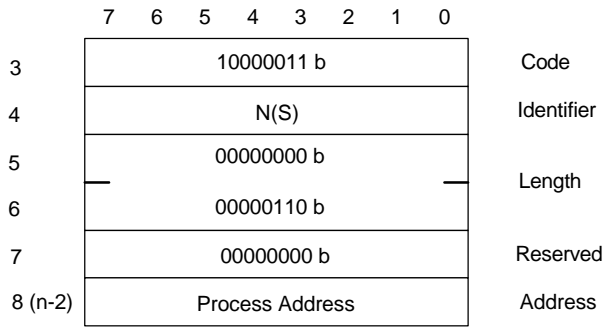 7 6 5 4 3 2 1 0
3 10000011 b Code
4 N(S) Identifier
5 00000000 b
Length
6 00000110 b
7 00000000 b Reserved
8 (n-2) Process Address Address